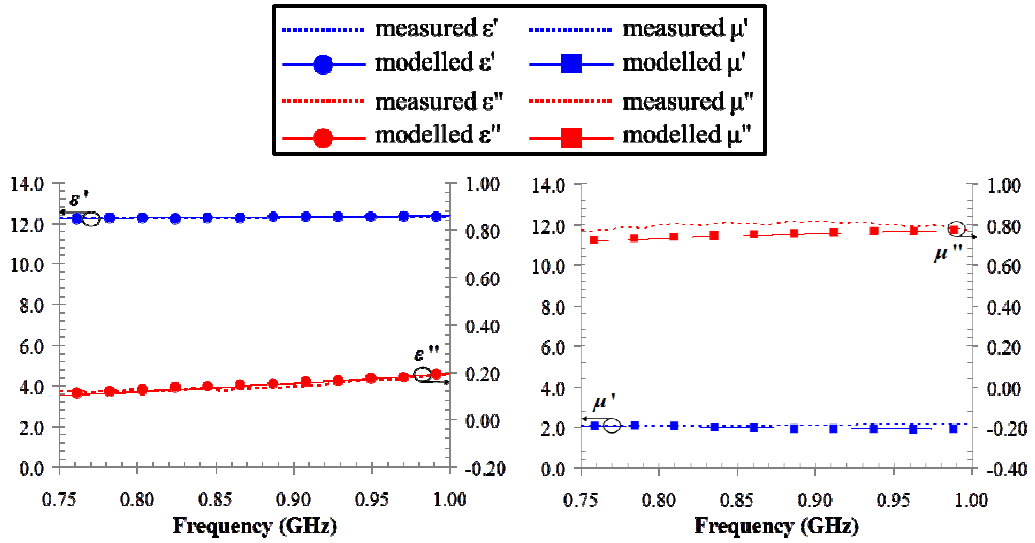 measured ε' measured μ'
modelled ε' modelled μ'
measured ε" measured μ"
modelled ε" modelled μ"
14.0 1.00 14.0 1.00
ε'
12.0 0.80 12.0 0.80
μ"
10.0 0.60 10.0 0.60
8.0 0.40 8.0 0.40
6.0 0.20 6.0 0.20
ε"
4.0 0.00 4.0 0.00
μ'
2.0 2.0 -0.20
0.0 -0.20 0.0 -0.40
0.75 0.80 0.85 0.90 0.95 1.00 0.75 0.80 0.85 0.90 0.95 1.00
Frequency (GHz) Frequency (GHz)